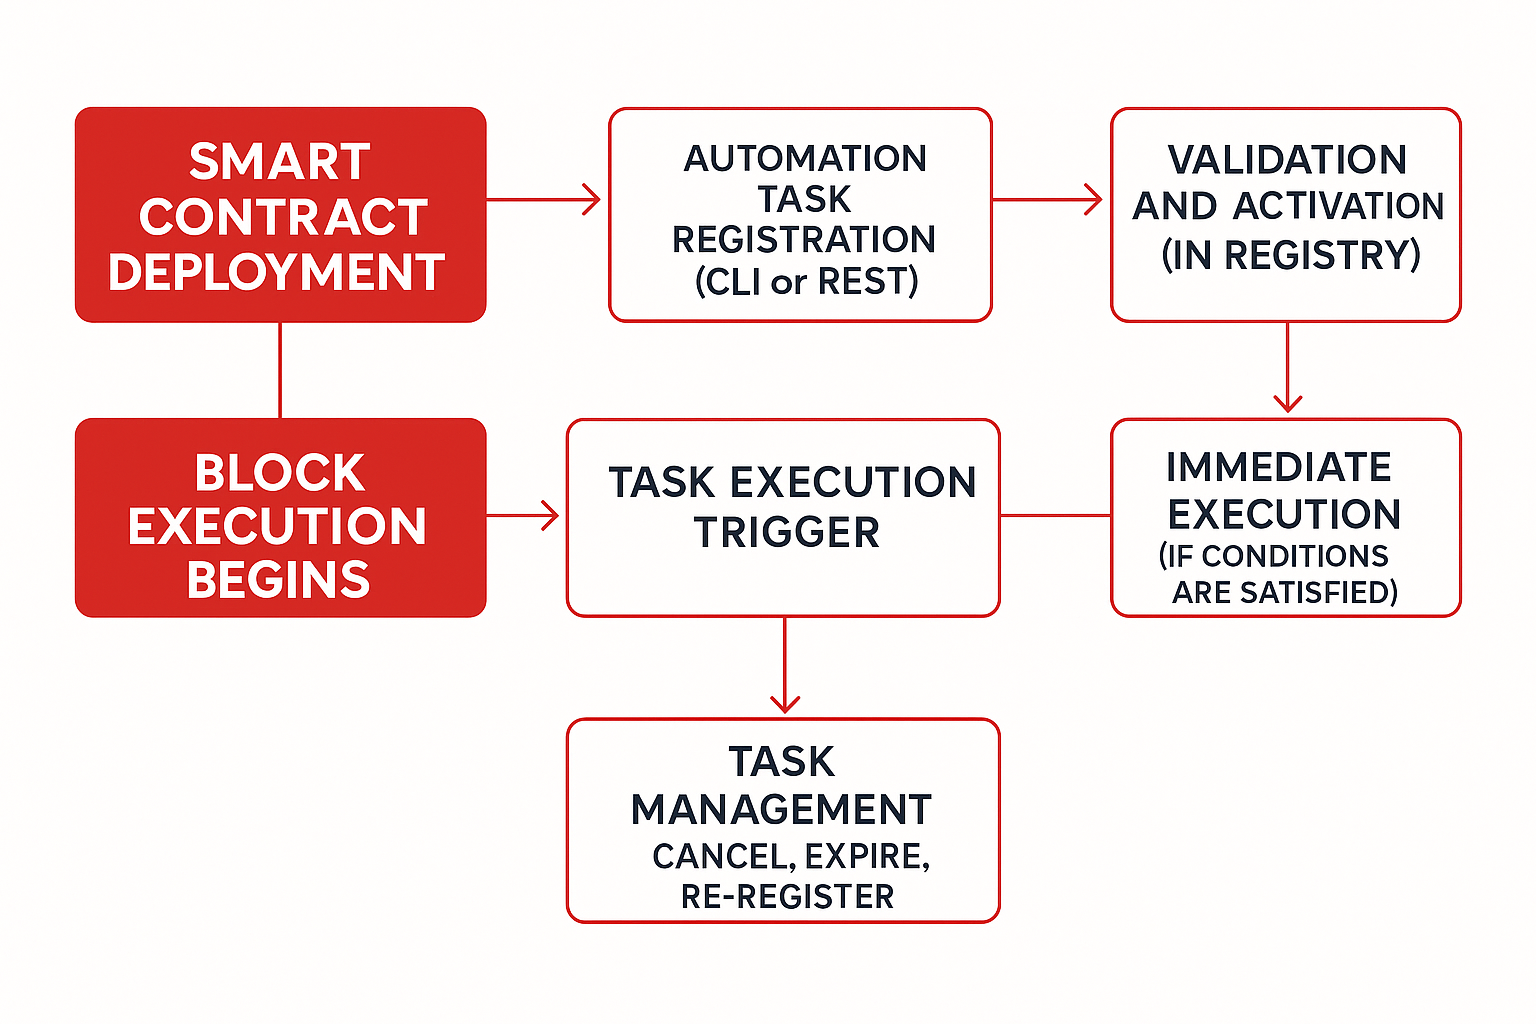 SMART
CONTRACT
DEPLOYMENT
AUTOMATION
TASK
REGISTRATION
(CLI or REST)
VALIDATION
AND ACTIVATION
(IN REGISTRY)
BLOCK
EXECUTION
BEGINS
TASK EXECUTION
TRIGGER
IMMEDIATE
EXECUTION
(IF CONDITIONS
ARE SATISFIED)
TASK
MANAGEMENT
CANCEL, EXPIRE,
RE-REGISTER